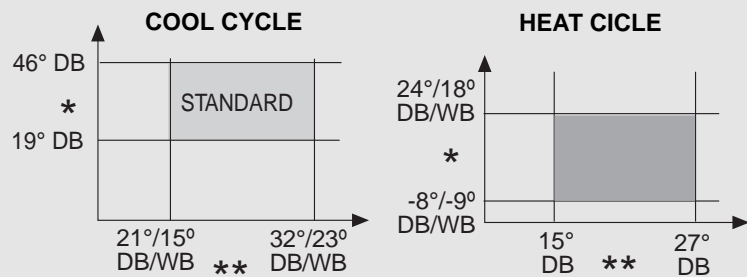 COOL CYCLE
46° DB
*
19° DB
STANDARD
21°/15º
DB/WB
**
32°/23º
DB/WB
HEAT CICLE
24°/18º
DB/WB
*
-8°/-9º
DB/WB
15°
DB
**
27°
DB